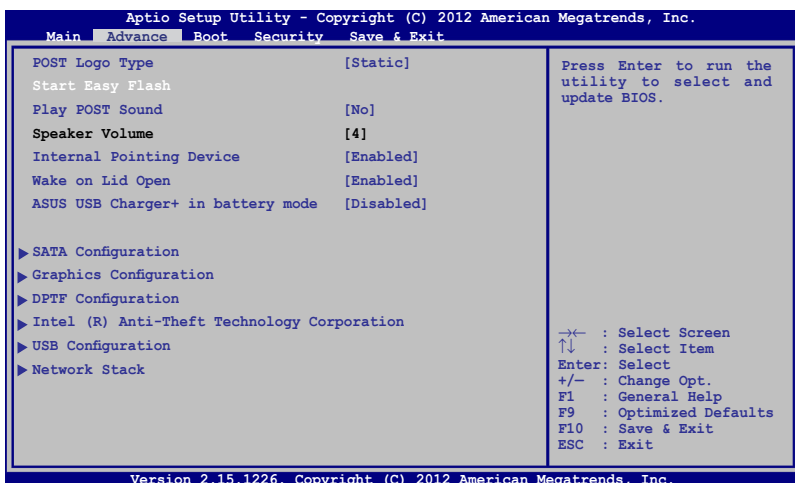 Aptio Setup Utility - Copyright (C) 2012 American Megatrends, Inc.
Main Advance Boot Security Save & Exit
POST Logo Type [Static]
Start Easy Flash
Play POST Sound [No]
Speaker Volume [4]
Internal Pointing Device [Enabled]
Wake on Lid Open [Enabled]
ASUS USB Charger+ in battery mode [Disabled]
SATA Configuration
Graphics Configuration
DPTF Configuration
Intel (R) Anti-Theft Technology Corporation
USB Configuration
Network Stack
Press Enter to run the
utility to select and
update BIOS.
→← : Select Screen
↑↓ : Select Item
Enter: Select
+/— : Change Opt.
F1 : General Help
F9 : Optimized Defaults
F10 : Save & Exit
ESC : Exit
Version 2.15.1226. Copyright (C) 2012 American Megatrends, Inc.